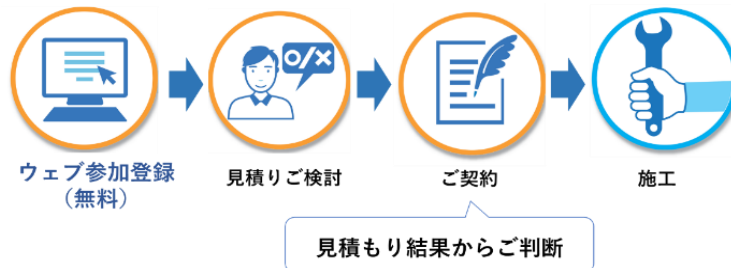 O/×
ウェブ参加登録
（無料）
見積りご検討
ご契約
施工
見積もり結果からご判断